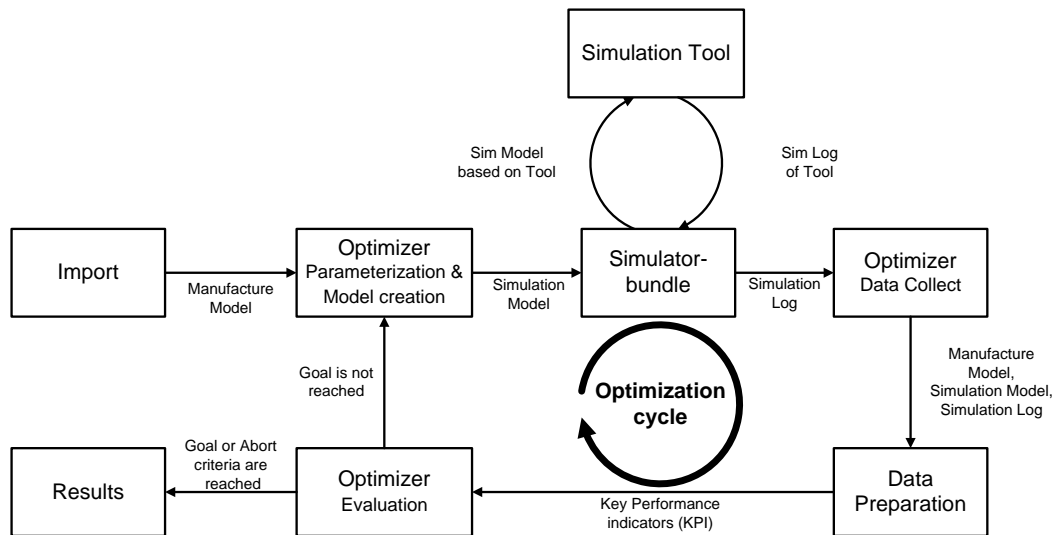 Simulation Tool
Sim Model
based on Tool
Sim Log
of Tool
Import
Manufacture
Model
Optimizer
Parameterization &
Model creation
Simulation
Model
Simulator-
bundle
Simulation
Log
Optimizer
Data Collect
Goal is not
reached
Optimization
cycle
Manufacture
Model,
Simulation Model,
Simulation Log
Results
Goal or Abort
criteria are
reached
Optimizer
Evaluation
Key Performance
indicators (KPI)
Data
Preparation